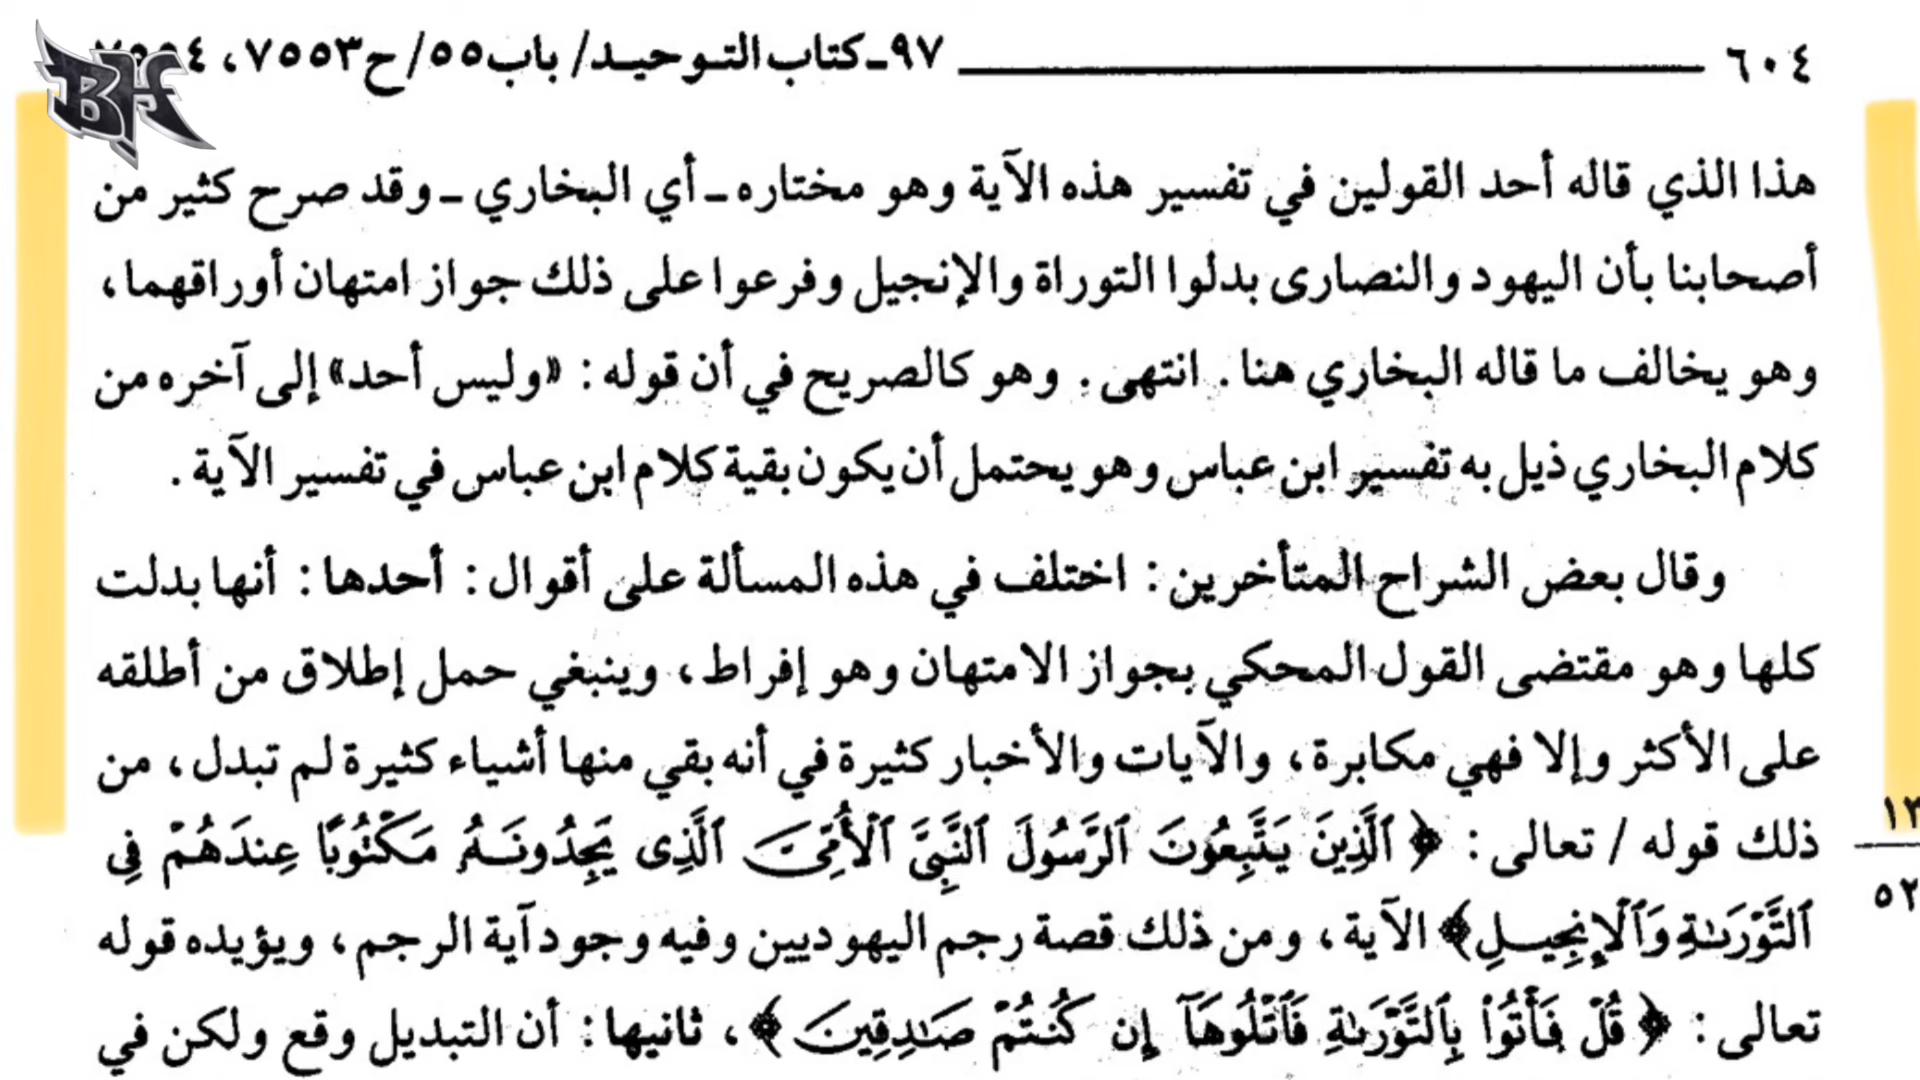 ٦٠٤ ــــــ ٩٧ـ كتاب التوحيد/ باب٥٥/ ح٧٥٥٣،
هذا الذي قاله أحد القولين في تفسير هذه الآية وهو مختاره ـ أي البخاري ـ وقد صرح كثير من
أصحابنا بأن اليهود والنصارى بدلوا التوراة والإنجيل وفرعوا على ذلك جواز امتهان أوراقهما،
وهو يخالف ما قاله البخاري هنا. انتهى. وهو كالصريح في أن قوله: «وليس أحد» إلى آخره من
كلام البخاري ذيل به تفسير ابن عباس وهو يحتمل أن يكون بقية كلام ابن عباس في تفسير الآية.
وقال بعض الشراح المتأخرين: اختلف في هذه المسألة على أقوال: أحدها: أنها بدلت
كلها وهو مقتضى القول المحكي بجواز الامتهان وهو إفراط، وينبغي حمل إطلاق من أطلقه
على الأكثر وإلا فهي مكابرة، والآيات والأخبار كثيرة في أنه بقي منها أشياء كثيرة لم تبدل، من
ذلك قوله / تعالى: ﴿ ٱلَّذِينَ يَتَّبِعُونَ ٱلرَّسُولَ ٱلنَّبِىَّ ٱلْأُمِّىَّ ٱلَّذِى يَجِدُونَهُۥ مَكْتُوبًا عِندَهُمْ فِى
ٱلتَّوْرَىٰةِ وَٱلْإِنجِيلِ﴾ الآية، ومن ذلك قصة رجم اليهوديين وفيه وجود آية الرجم، ويؤيده قوله
تعالى: ﴿ قُلْ فَأْتُوا۟ بِٱلتَّوْرَىٰةِ فَٱتْلُوهَآ إِن كُنتُمْ صَـٰدِقِينَ ﴾، ثانيها: أن التبديل وقع ولكن في
١٣
٥٢
BH